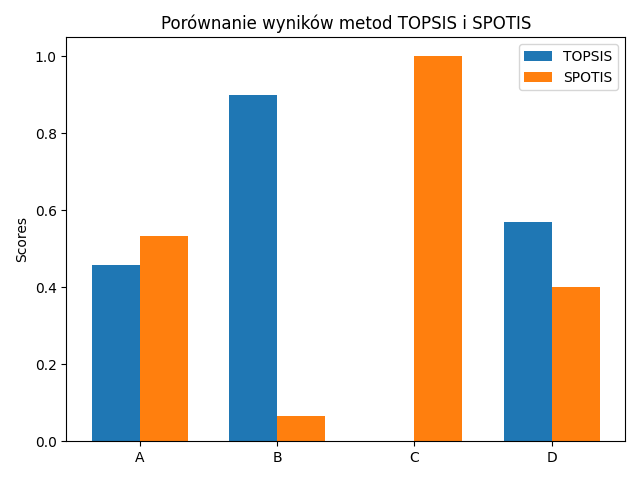 Porównanie wyników metod TOPSIS i SPOTIS
TOPSIS
SPOTIS
Scores
1.0
0.8
0.6
0.4
0.2
0.0
A
B
C
D